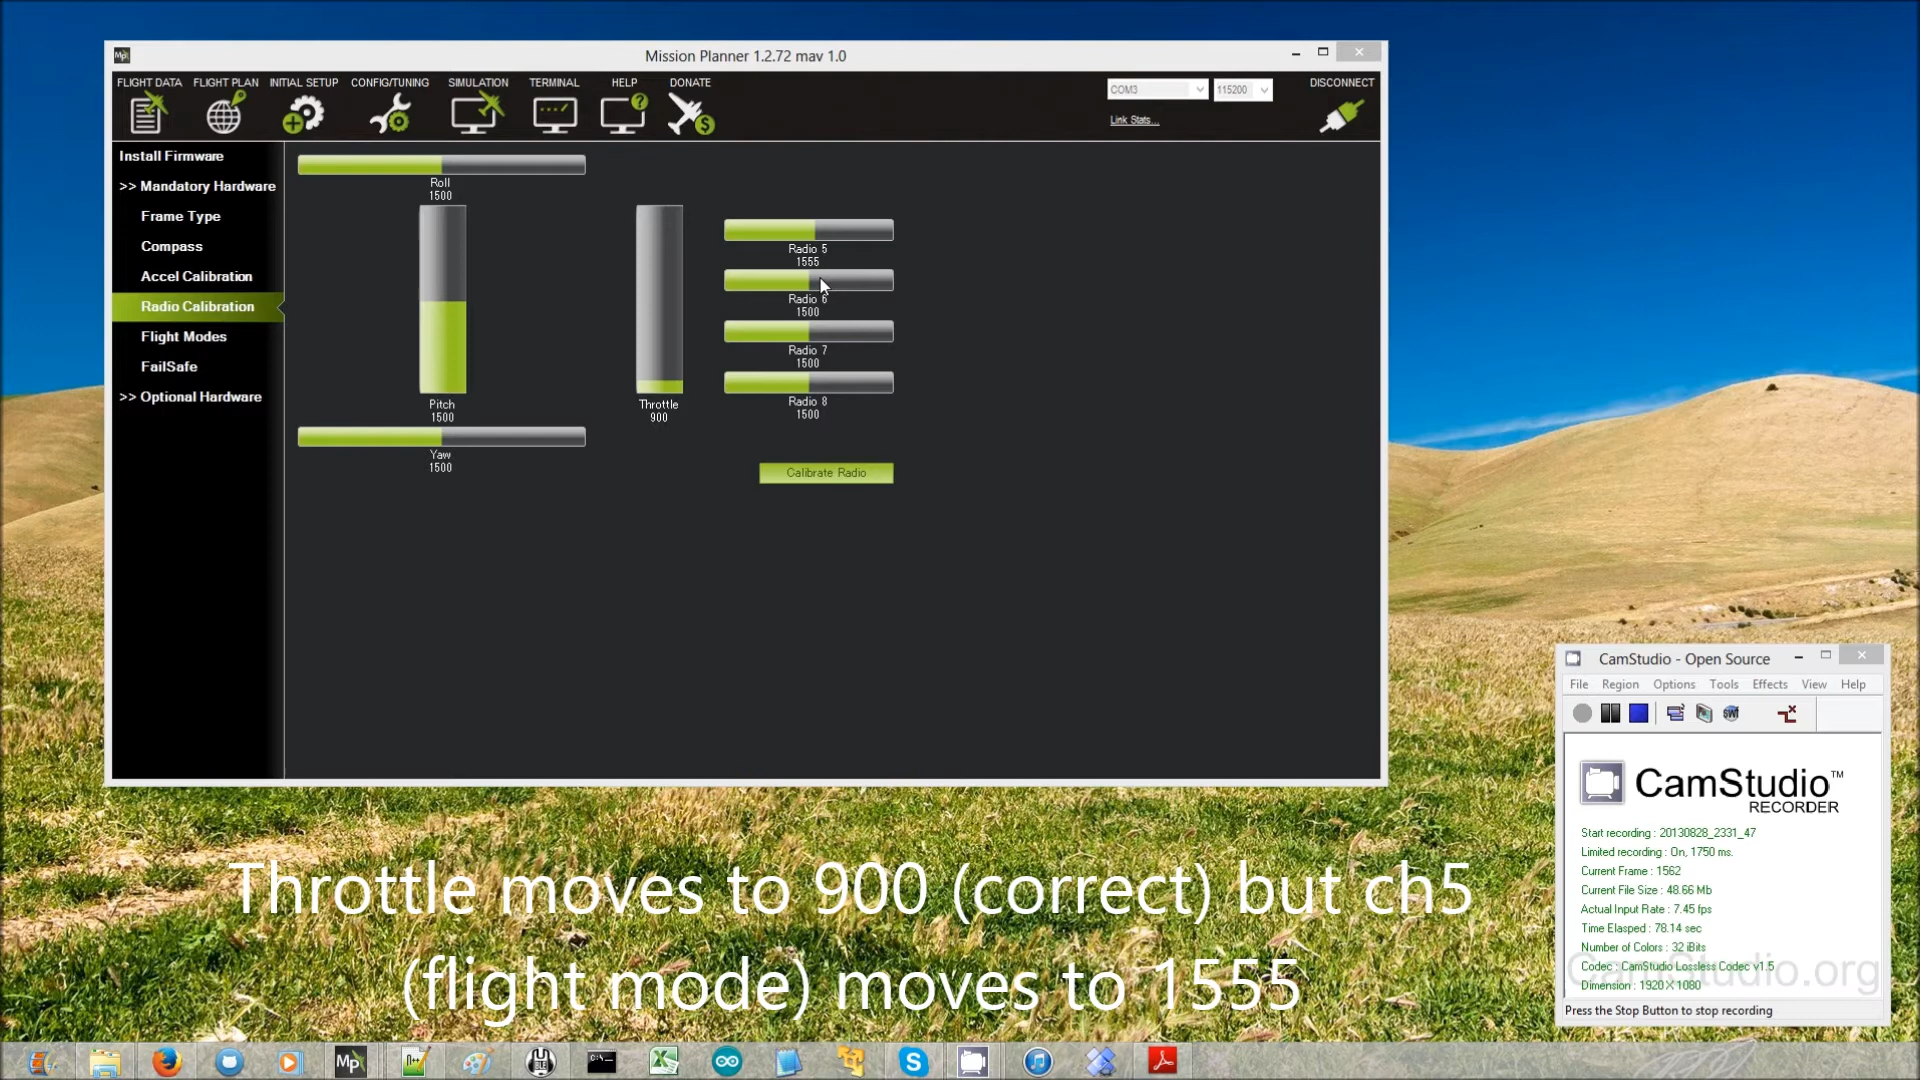 Mission Planner 1.2.72 mav 1.0
FLIGHT DATA FLIGHT PLAN INITIAL SETUP CONFIG/TUNING SIMULATION TERMINAL HELP DONATE
COM3 115200 DISCONNECT
Link Stats...
Install Firmware
>> Mandatory Hardware
Frame Type
Compass
Accel Calibration
Radio Calibration
Flight Modes
FailSafe
>> Optional Hardware
Roll
1500
Pitch
1500
Throttle
900
Yaw
1500
Radio 5
1555
Radio 6
1500
Radio 7
1500
Radio 8
1500
Calibrate Radio
CamStudio - Open Source
File Region Options Tools Effects View Help
CamStudio™
RECORDER
Start recording : 20130828_2331_47
Limited recording : On, 1750 ms.
Current Frame : 1562
Current File Size : 48.66 Mb
Actual Input Rate : 7.45 fps
Time Elasped : 78.14 sec
Number of Colors : 32 iBits
Codec : CamStudio Lossless Codec v1.5
Dimension : 1920 X 1080
CamStudio.org
Press the Stop Button to stop recording
Throttle moves to 900 (correct) but ch5
(flight mode) moves to 1555